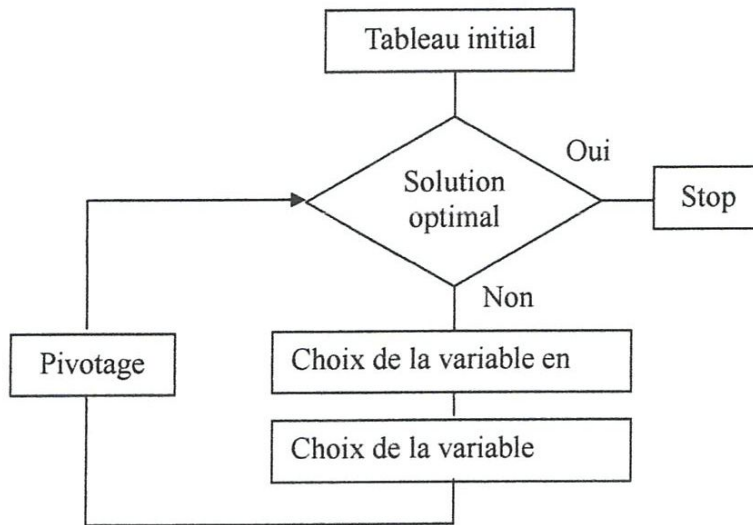 Tableau initial
Oui
Solution
optimal
Stop
Non
Choix de la variable en
Pivotage
Choix de la variable